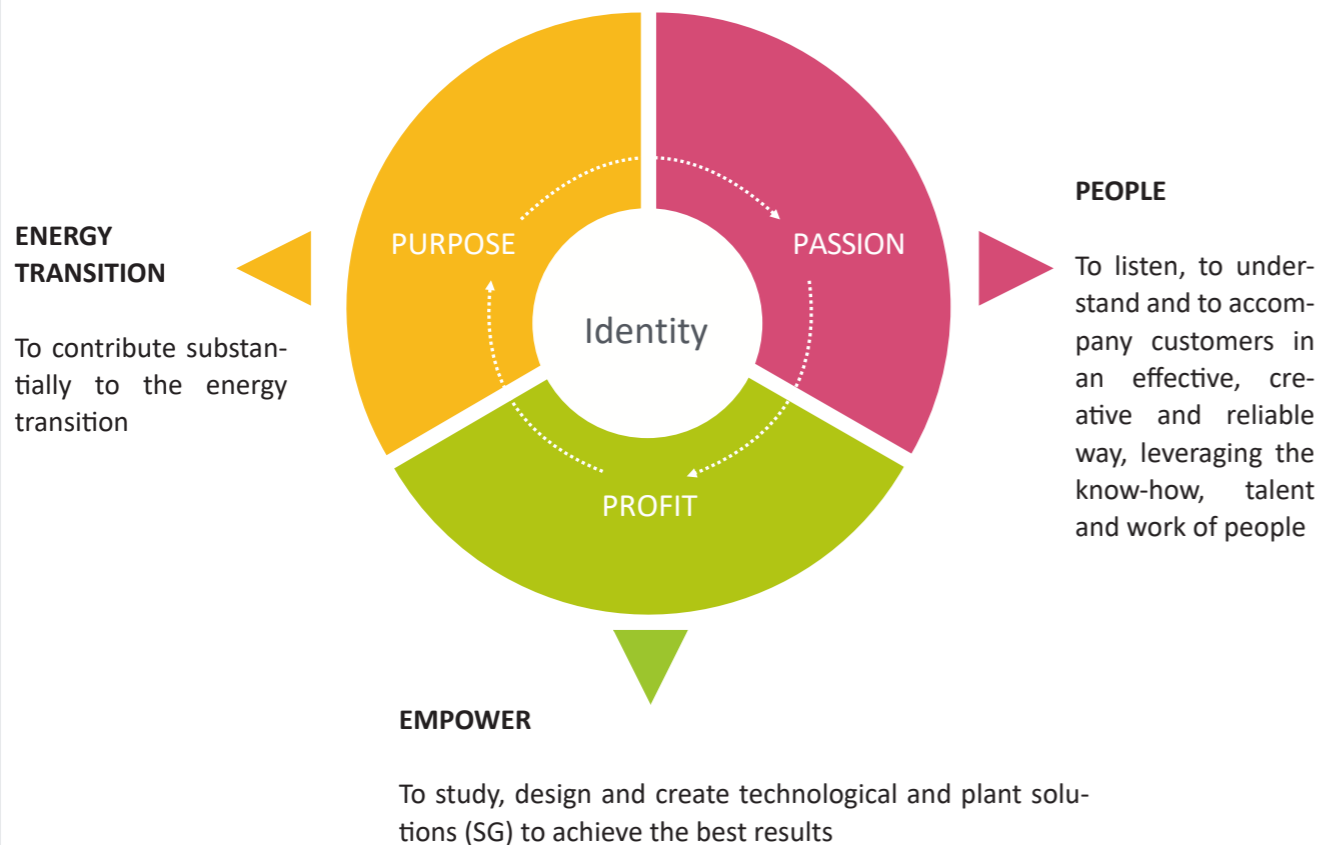 ENERGY
TRANSITION
To contribute substan-
tially to the energy
transition
PURPOSE
PASSION
Identity
PROFIT
PEOPLE
To listen, to under-
stand and to accom-
pany customers in
an effective, cre-
ative and reliable
way, leveraging the
know-how, talent
and work of people
EMPOWER
To study, design and create technological and plant solu-
tions (SG) to achieve the best results